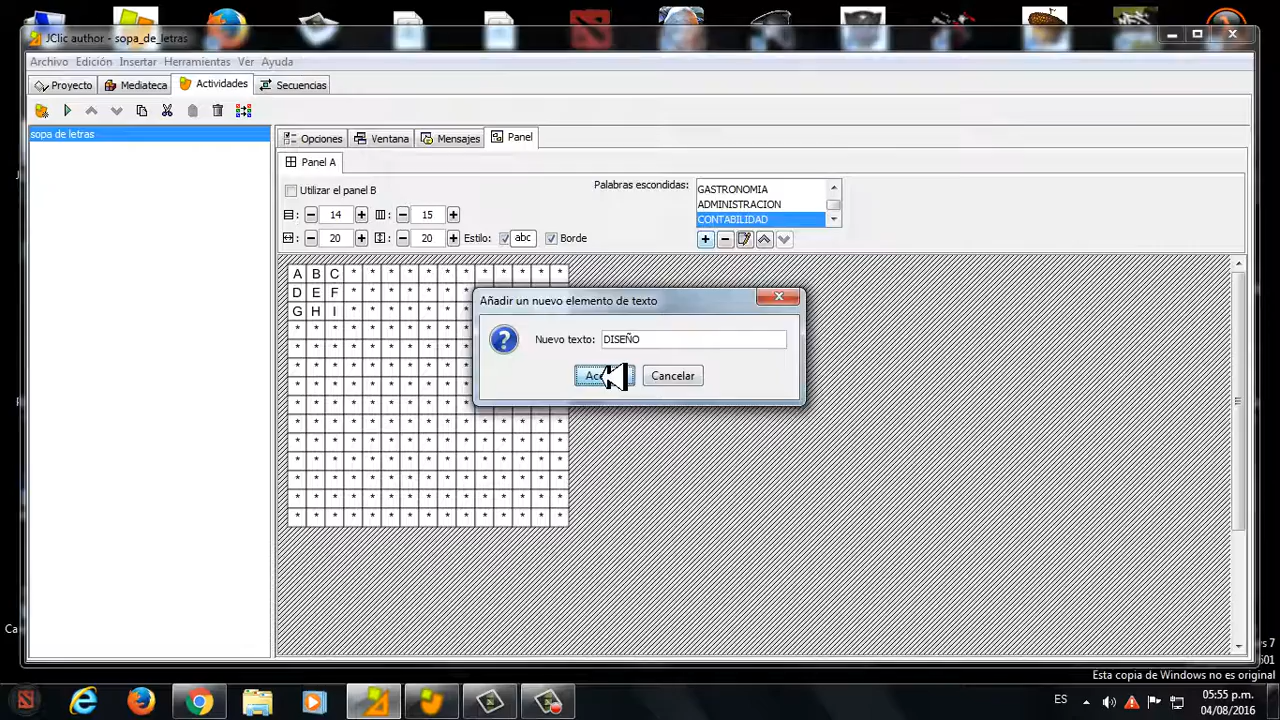 JClic author - sopa_de_letras
Archivo Edición Insertar Herramientas Ver Ayuda
Proyecto Mediateca Actividades Secuencias
sopa de letras
Opciones Ventana Mensajes Panel
Panel A
Utilizar el panel B
Palabras escondidas:
GASTRONOMIA
ADMINISTRACION
CONTABILIDAD
14 15
20 20 Estilo: abc Borde
A B C * * * * * * * * * * * *
D E F * * * * * * *
G H I * * * * * * *
* * * * * * * * * *
* * * * * * * * * *
* * * * * * * * * *
* * * * * * * * * *
* * * * * * * * * *
* * * * * * * * * * * * * * *
* * * * * * * * * * * * * * *
* * * * * * * * * * * * * * *
* * * * * * * * * * * * * * *
* * * * * * * * * * * * * * *
* * * * * * * * * * * * * * *
Añadir un nuevo elemento de texto
Nuevo texto: DISEÑO
Cancelar
Esta copia de Windows no es original
ES
05:55 p.m.
04/08/2016